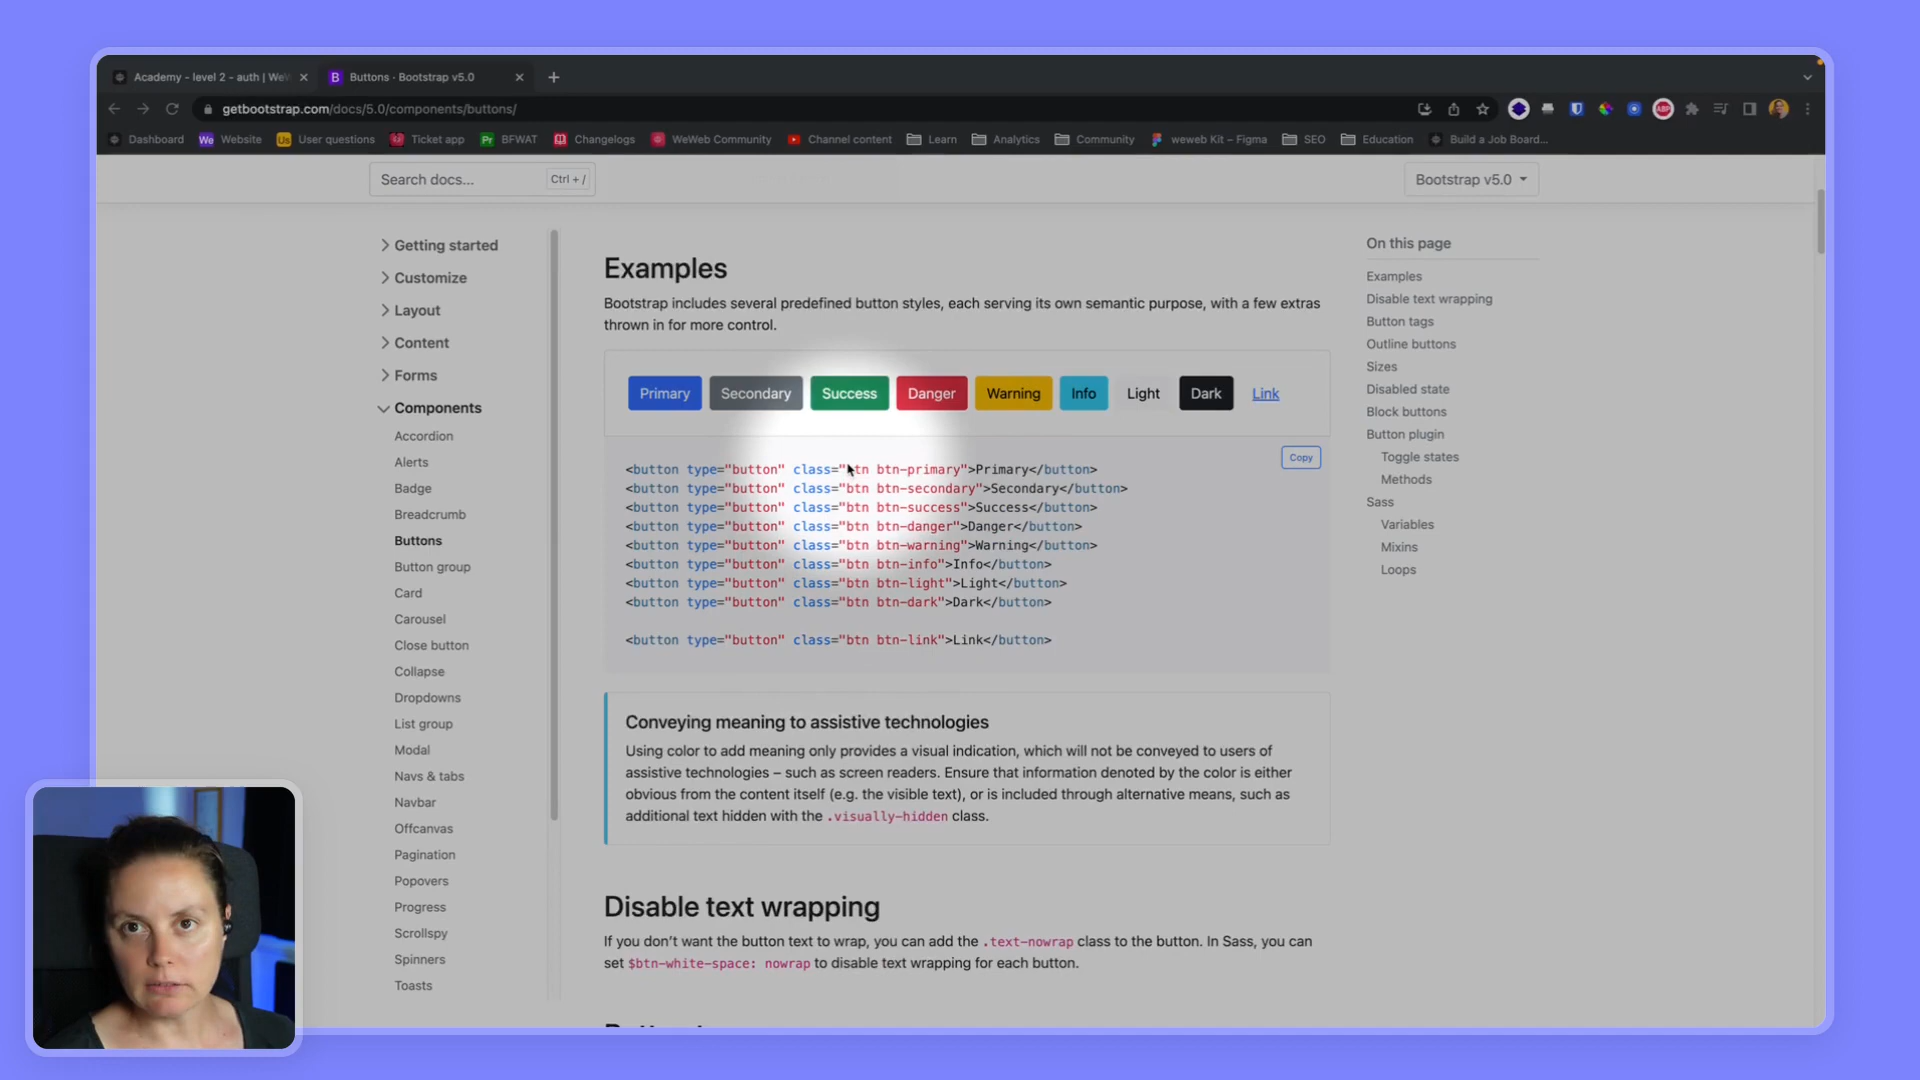 Academy - level 2 - auth | WeW
Buttons · Bootstrap v5.0
getbootstrap.com/docs/5.0/components/buttons/
Dashboard
We Website
Us User questions
Ticket app
Pr BFWAT
Changelogs
WeWeb Community
Channel content
Learn
Analytics
Community
weweb Kit – Figma
SEO
Education
Build a Job Board...
Search docs...
Ctrl + /
Bootstrap v5.0
Getting started
Customize
Layout
Content
Forms
Components
Accordion
Alerts
Badge
Breadcrumb
Buttons
Button group
Card
Carousel
Close button
Collapse
Dropdowns
List group
Modal
Navs & tabs
Navbar
Offcanvas
Pagination
Popovers
Progress
Scrollspy
Spinners
Toasts
Examples
Bootstrap includes several predefined button styles, each serving its own semantic purpose, with a few extras
thrown in for more control.
Primary Secondary Success Danger Warning Info Light Dark Link
Copy
<button type="button" class="btn btn-primary">Primary</button>
<button type="button" class="btn btn-secondary">Secondary</button>
<button type="button" class="btn btn-success">Success</button>
<button type="button" class="btn btn-danger">Danger</button>
<button type="button" class="btn btn-warning">Warning</button>
<button type="button" class="btn btn-info">Info</button>
<button type="button" class="btn btn-light">Light</button>
<button type="button" class="btn btn-dark">Dark</button>
<button type="button" class="btn btn-link">Link</button>
Conveying meaning to assistive technologies
Using color to add meaning only provides a visual indication, which will not be conveyed to users of
assistive technologies – such as screen readers. Ensure that information denoted by the color is either
obvious from the content itself (e.g. the visible text), or is included through alternative means, such as
additional text hidden with the .visually-hidden class.
Disable text wrapping
If you don’t want the button text to wrap, you can add the .text-nowrap class to the button. In Sass, you can
set $btn-white-space: nowrap to disable text wrapping for each button.
On this page
Examples
Disable text wrapping
Button tags
Outline buttons
Sizes
Disabled state
Block buttons
Button plugin
Toggle states
Methods
Sass
Variables
Mixins
Loops